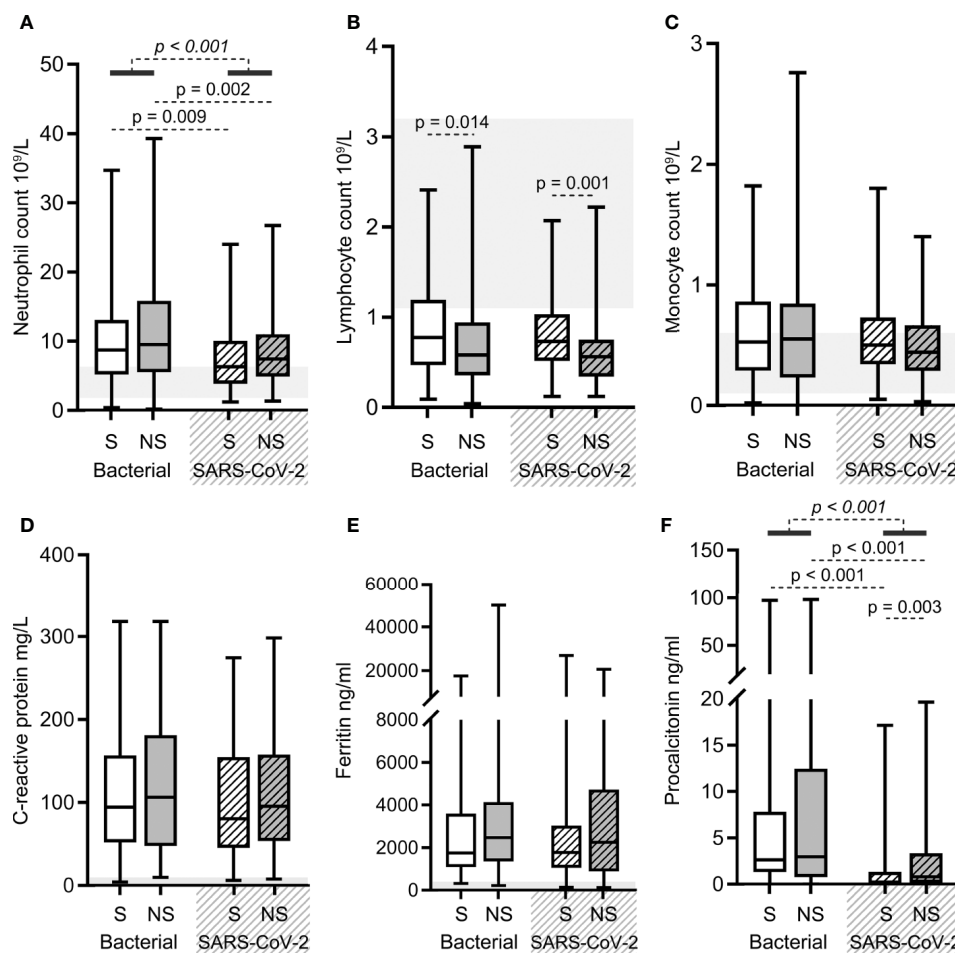 A
p < 0.001
p = 0.002
p = 0.009
Neutrophil count 10⁹/L
50
40
30
20
10
0
S NS S NS
Bacterial SARS-CoV-2
B
p = 0.014
p = 0.001
Lymphocyte count 10⁹/L
4
3
2
1
0
S NS S NS
Bacterial SARS-CoV-2
C
Monocyte count 10⁹/L
3
2
1
0
S NS S NS
Bacterial SARS-CoV-2
D
C-reactive protein mg/L
400
300
200
100
0
S NS S NS
Bacterial SARS-CoV-2
E
Ferritin ng/ml
60000
40000
20000
8000
6000
4000
2000
0
S NS S NS
Bacterial SARS-CoV-2
F
p < 0.001
p < 0.001
p < 0.001
p = 0.003
Procalcitonin ng/ml
150
100
50
20
15
10
5
0
S NS S NS
Bacterial SARS-CoV-2